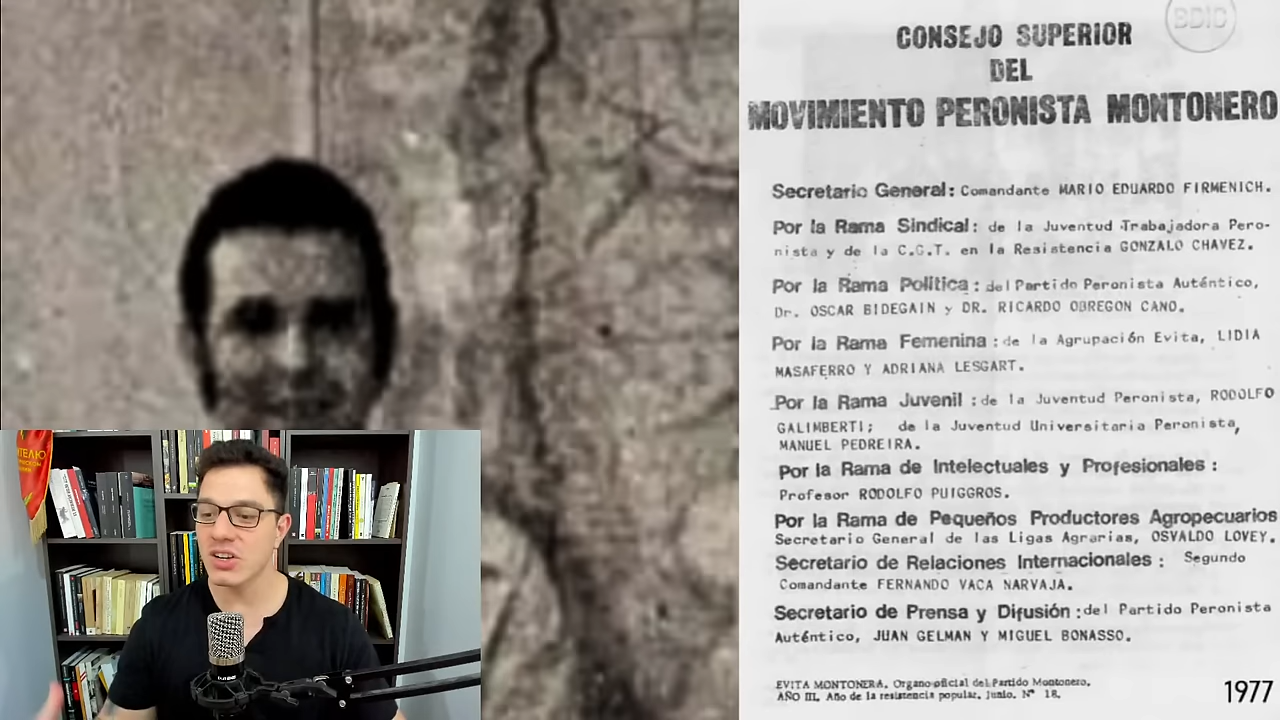 BDIC
CONSEJO SUPERIOR
DEL
MOVIMIENTO PERONISTA MONTONERO
Secretario General: Comandante MARIO EDUARDO FIRMENICH.
Por la Rama Sindical: de la Juventud Trabajadora Pero-
nista y de la C.G.T. en la Resistencia GONZALO CHAVEZ.
Por la Rama Política: del Partido Peronista Auténtico,
Dr. OSCAR BIDEGAIN y DR. RICARDO OBREGON CANO.
Por la Rama Femenina: de la Agrupación Evita, LIDIA
MASAFERRO Y ADRIANA LESGART.
Por la Rama Juvenil: de la Juventud Peronista, RODOLFO
GALIMBERTI; de la Juventud Universitaria Peronista,
MANUEL PEDREIRA.
Por la Rama de Intelectuales y Profesionales:
Profesor RODOLFO PUIGGROS.
Por la Rama de Pequeños Productores Agropecuarios
Secretario General de las Ligas Agrarias, OSVALDO LOVEY.
Secretario de Relaciones Internacionales: Segundo
Comandante FERNANDO VACA NARVAJA.
Secretario de Prensa y Difusión: del Partido Peronista
Auténtico, JUAN GELMAN Y MIGUEL BONASSO.
EVITA MONTONERA, Organo oficial del Partido Montonero,
AÑO III, Año de la resistencia popular, Junio, N° 18.
1977